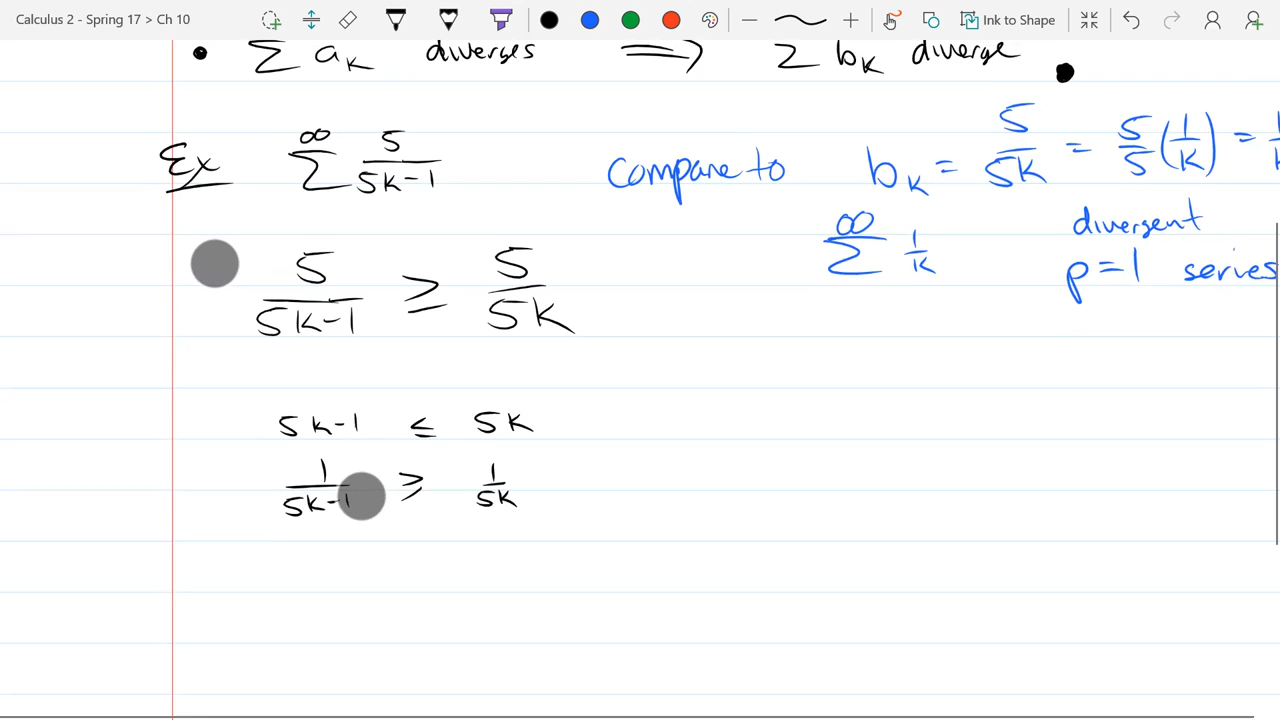 Calculus 2 - Spring 17 > Ch 10
Ink to Shape
• ∑ a_k diverges ⟹ ∑ b_k diverge
Ex ∑^∞ 5/(5k-1) compare to b_k = 5/5k = 5/5 (1/k) =
∑^∞ 1/k divergent
p=1 series
5/(5k-1) ≥ 5/5k
5k-1 ≤ 5k
1/(5k-1) ≥ 1/5k